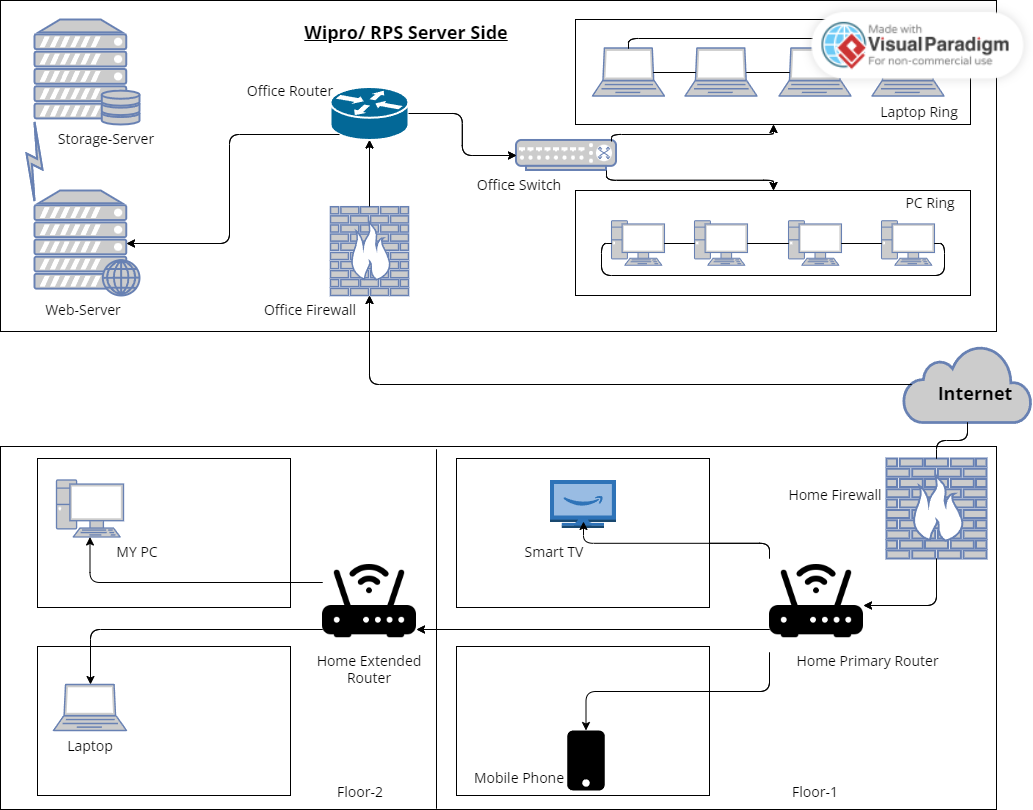 Wipro/ RPS Server Side
Made with
Visual Paradigm
For non-commercial use
Office Router
Laptop Ring
Storage-Server
Office Switch
PC Ring
Web-Server
Office Firewall
Internet
Home Firewall
MY PC
Smart TV
Home Extended
Router
Home Primary Router
Laptop
Mobile Phone
Floor-2
Floor-1